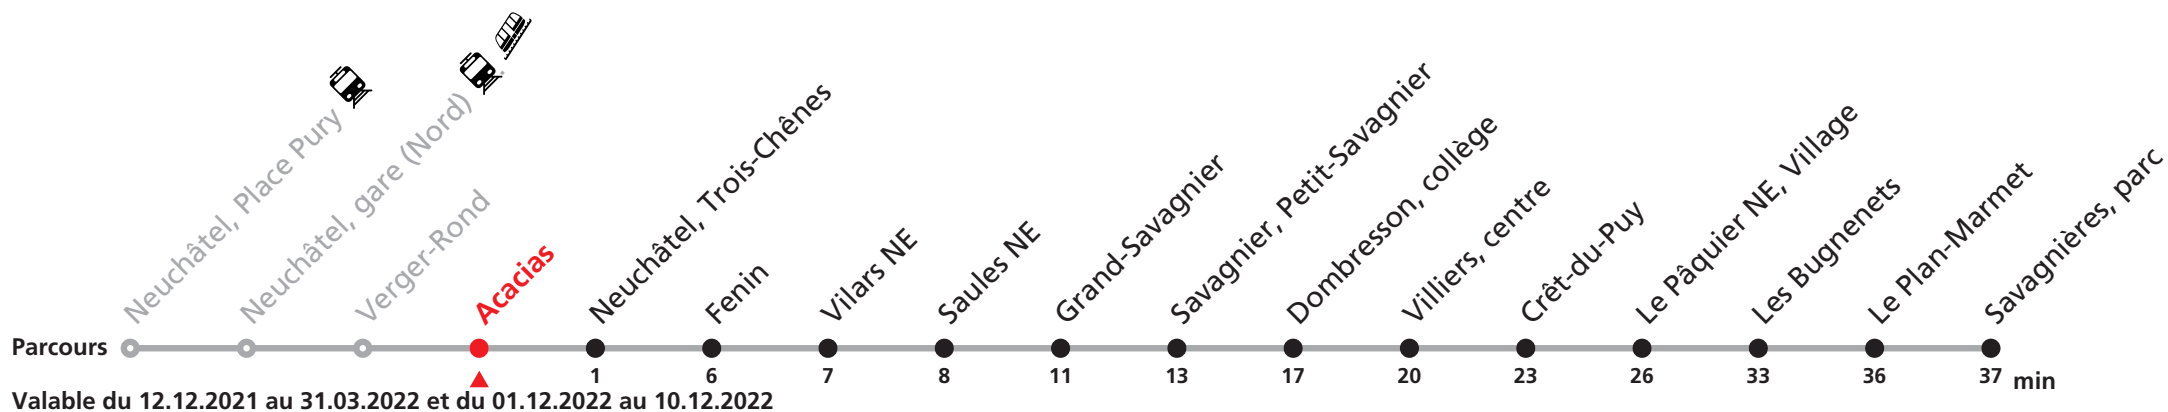 Neuchâtel, Place Pury
Neuchâtel, gare (Nord)
Verger-Rond
Acacias
Neuchâtel, Trois-Chênes
Fenin
Vilars NE
Saules NE
Grand-Savagnier
Savagnier, Petit-Savagnier
Dombresson, collège
Villiers, centre
Crêt-du-Puy
Le Pâquier NE, Village
Les Bugnenets
Le Plan-Marmet
Savagnières, parc
Parcours
1 6 7 8 11 13 17 20 23 26 33 36 37 min
Valable du 12.12.2021 au 31.03.2022 et du 01.12.2022 au 10.12.2022